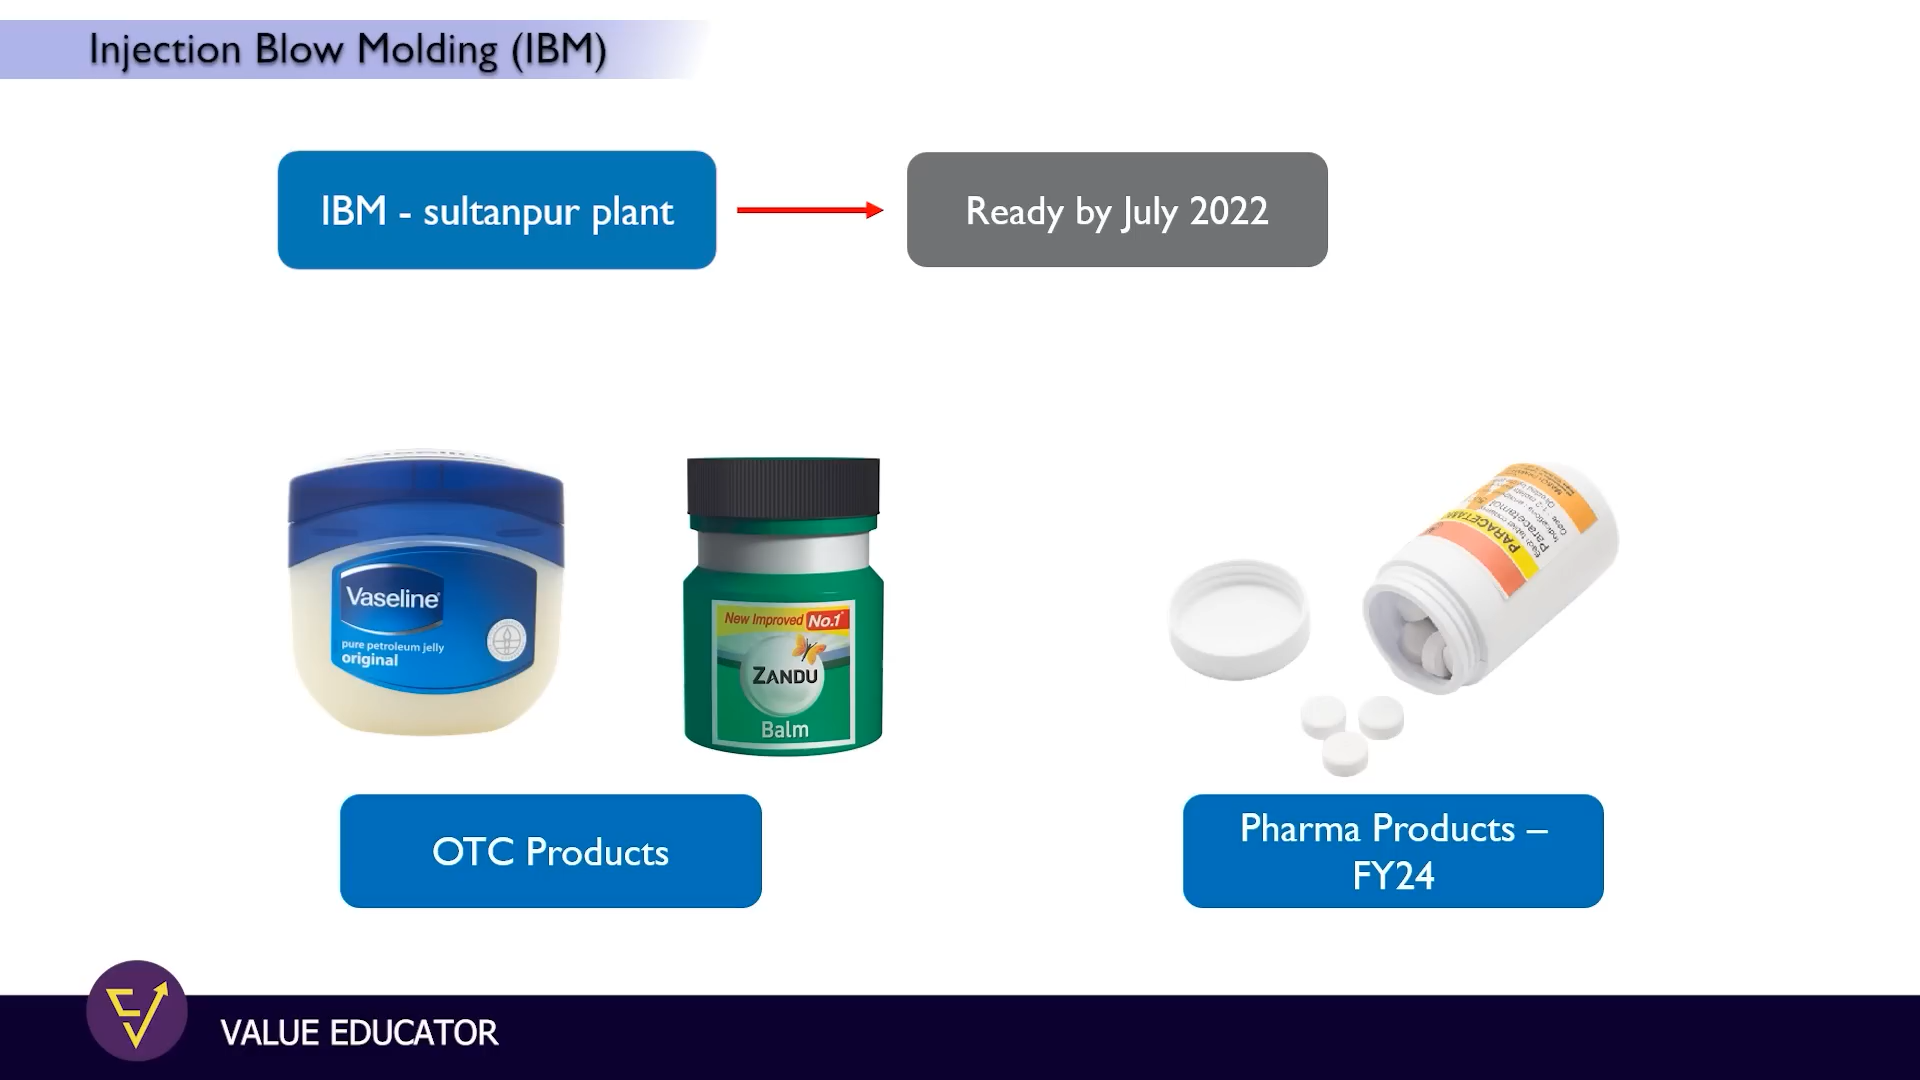 Injection Blow Molding (IBM)
IBM - sultanpur plant
Ready by July 2022
Vaseline
pure petroleum jelly
original
New Improved No.1
ZANDU
Balm
PARACETAMOL
Paracetamol
OTC Products
Pharma Products –
FY24
VALUE EDUCATOR